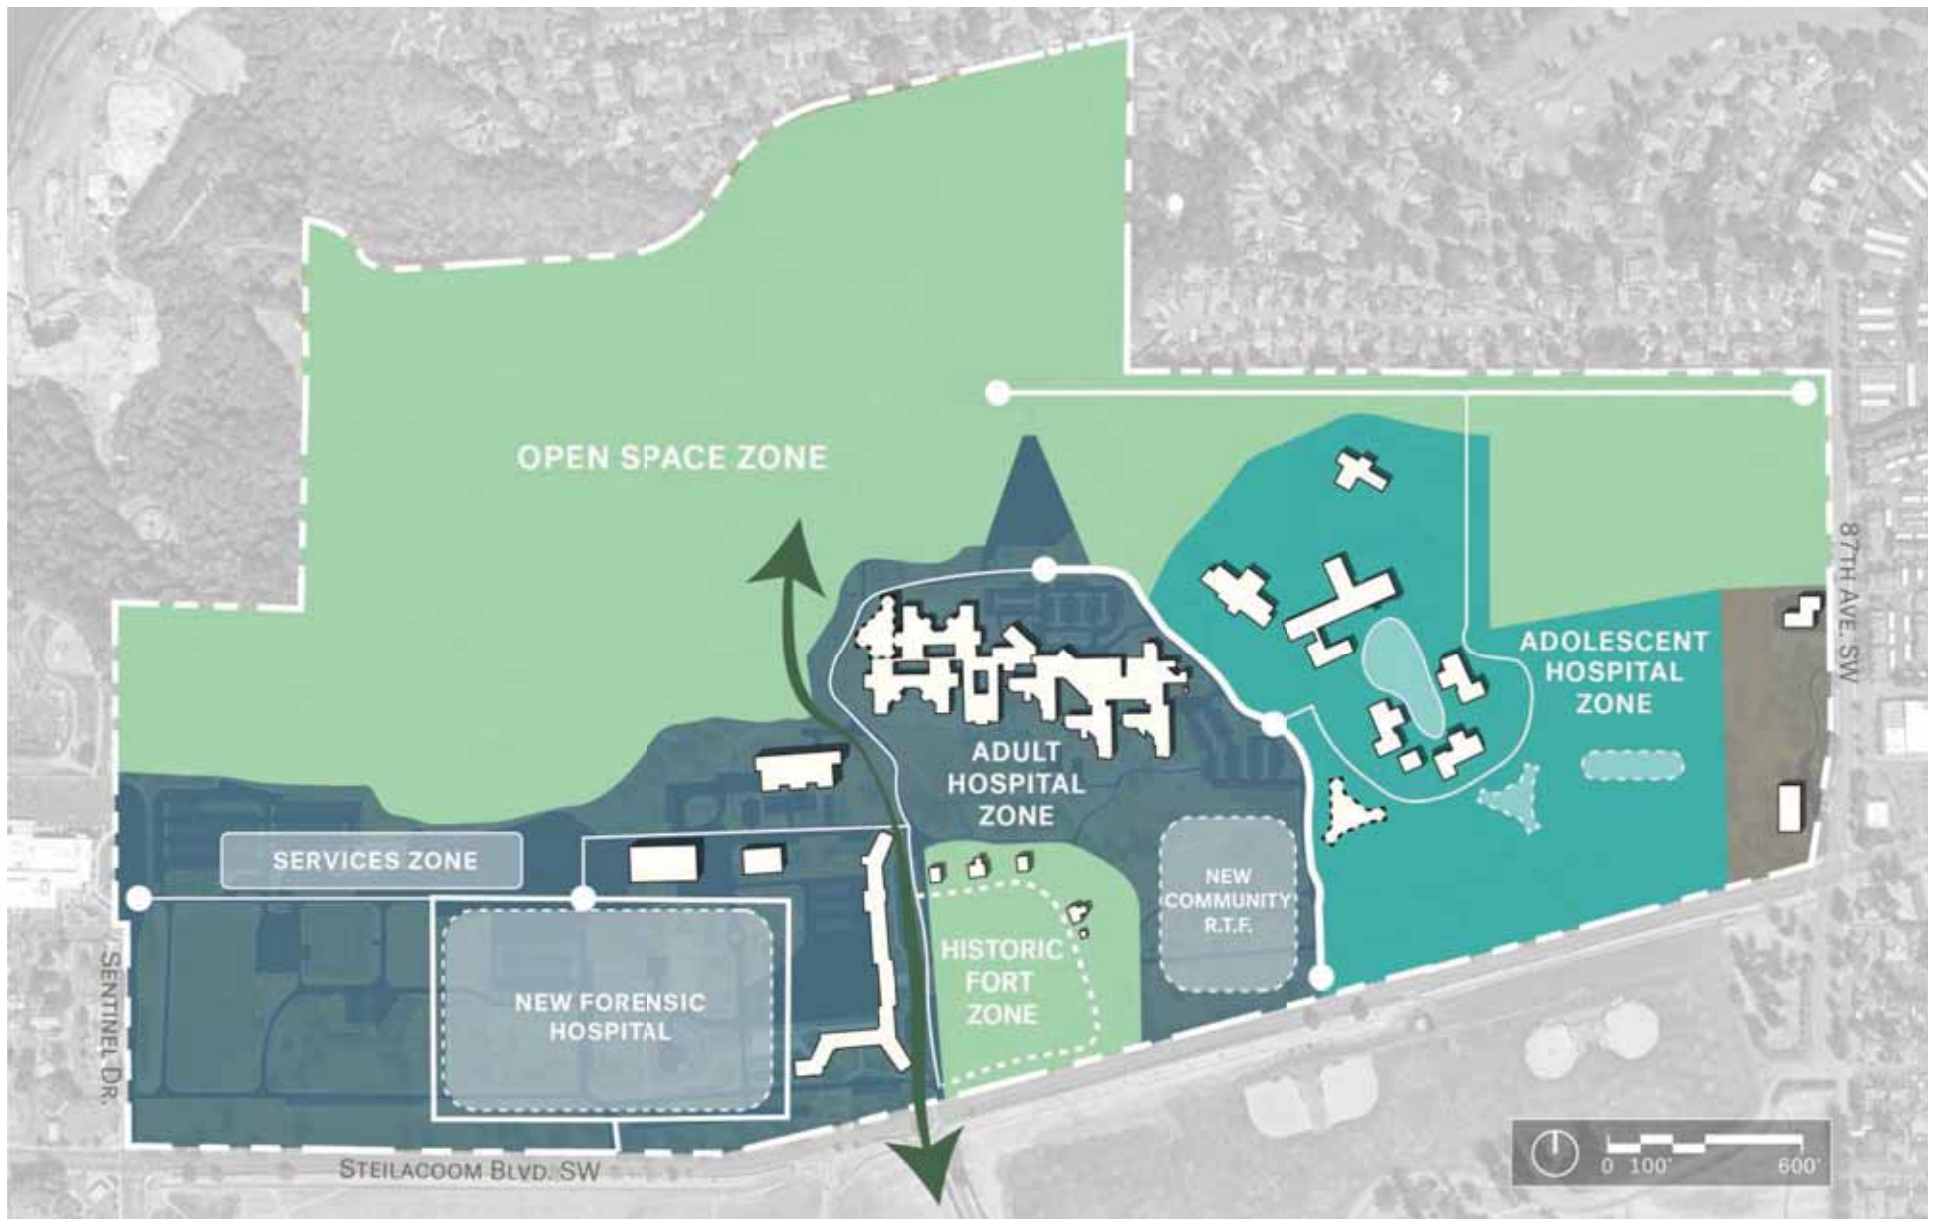 OPEN SPACE ZONE
87TH AVE. SW
ADOLESCENT
HOSPITAL
ZONE
ADULT
HOSPITAL
ZONE
SERVICES ZONE
NEW
COMMUNITY
R.T.F.
HISTORIC
FORT
ZONE
NEW FORENSIC
HOSPITAL
SENTINEL DR.
STEILACOOM BLVD. SW
0 100' 600'